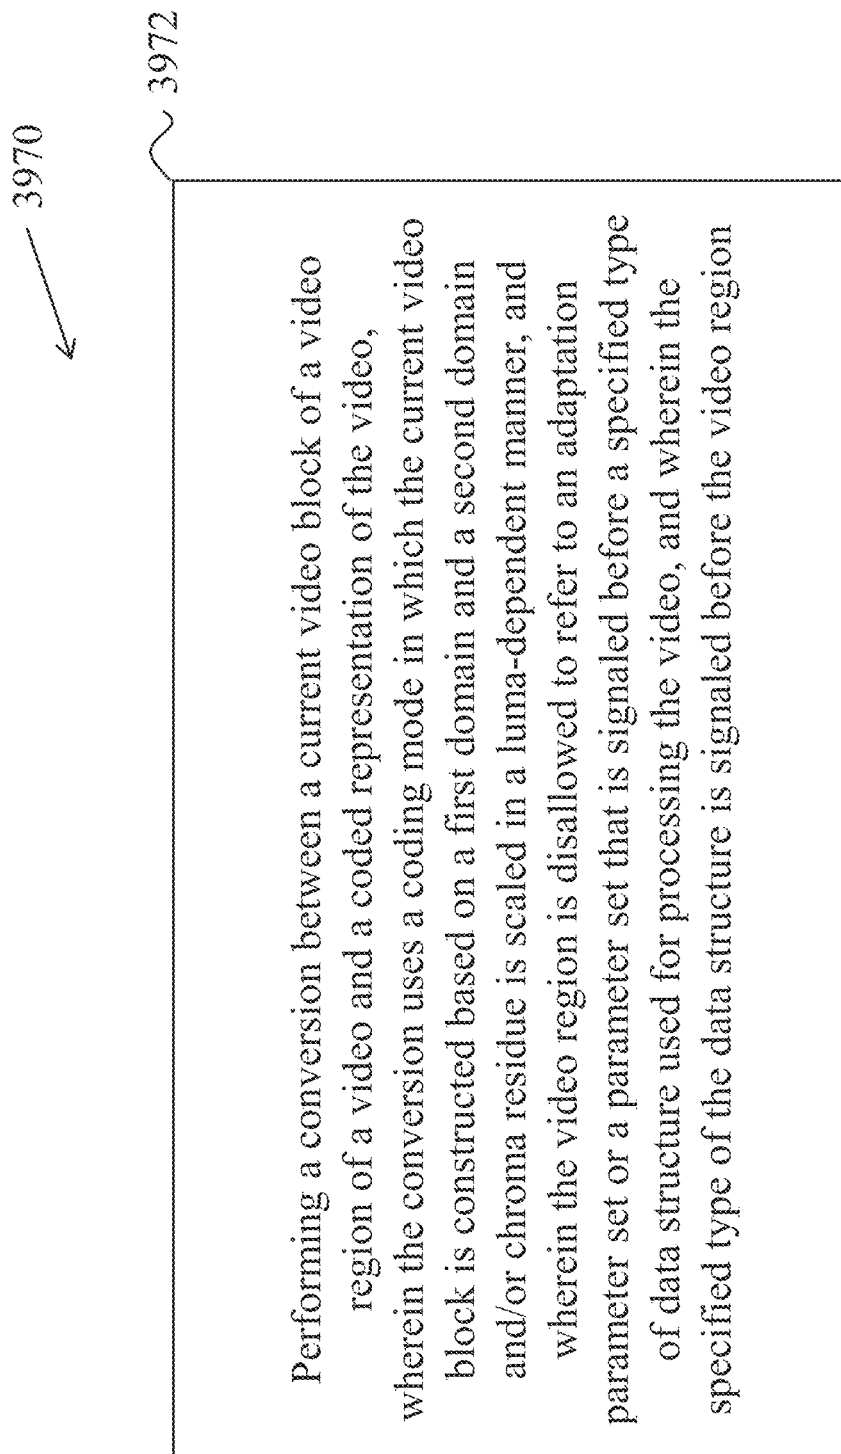 3970
3972
Performing a conversion between a current video block of a video
region of a video and a coded representation of the video,
wherein the conversion uses a coding mode in which the current video
block is constructed based on a first domain and a second domain
and/or chroma residue is scaled in a luma-dependent manner, and
wherein the video region is disallowed to refer to an adaptation
parameter set or a parameter set that is signaled before a specified type
of data structure used for processing the video, and wherein the
specified type of the data structure is signaled before the video region